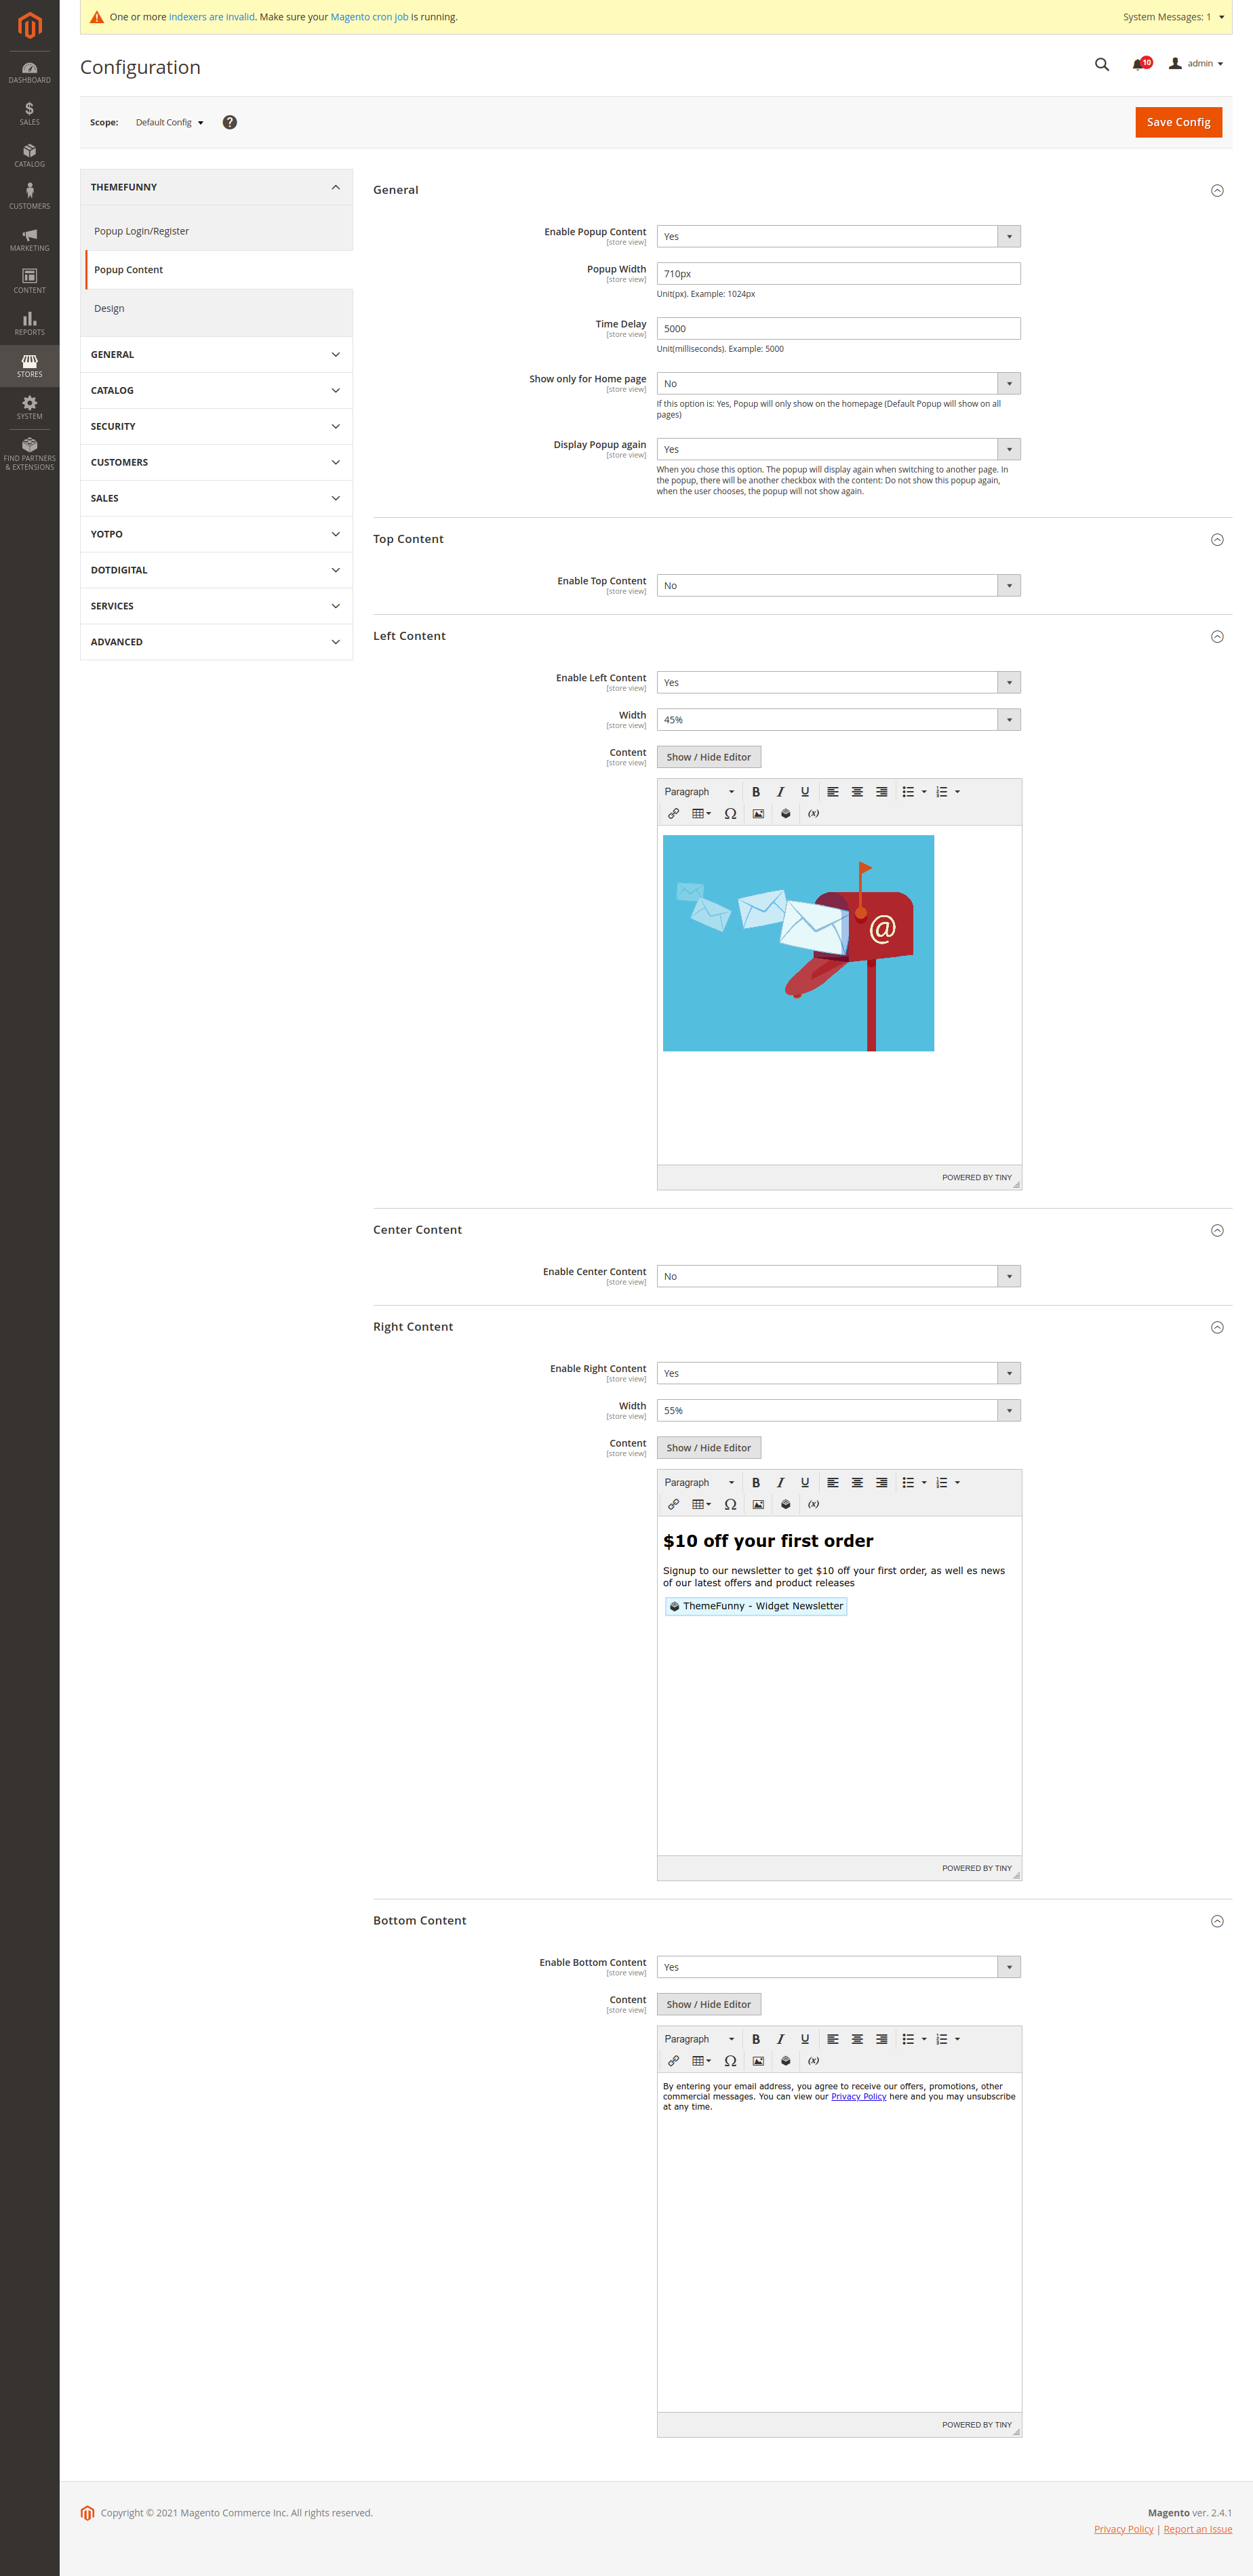 One or more indexers are invalid. Make sure your Magento cron job is running.
System Messages: 1
Configuration
10
admin
Scope:
Default Config
?
Save Config
DASHBOARD
SALES
CATALOG
CUSTOMERS
MARKETING
CONTENT
REPORTS
STORES
SYSTEM
FIND PARTNERS
& EXTENSIONS
THEMEFUNNY
Popup Login/Register
Popup Content
Design
GENERAL
CATALOG
SECURITY
CUSTOMERS
SALES
YOTPO
DOTDIGITAL
SERVICES
ADVANCED
General
Enable Popup Content
[store view]
Yes
Popup Width
[store view]
710px
Unit(px). Example: 1024px
Time Delay
[store view]
5000
Unit(milliseconds). Example: 5000
Show only for Home page
[store view]
No
If this option is: Yes, Popup will only show on the homepage (Default Popup will show on all
pages)
Display Popup again
[store view]
Yes
When you chose this option. The popup will display again when switching to another page. In
the popup, there will be another checkbox with the content: Do not show this popup again,
when the user chooses, the popup will not show again.
Top Content
Enable Top Content
[store view]
No
Left Content
Enable Left Content
[store view]
Yes
Width
[store view]
45%
Content
[store view]
Show / Hide Editor
Paragraph
B I U
Ω (x)
@
POWERED BY TINY
Center Content
Enable Center Content
[store view]
No
Right Content
Enable Right Content
[store view]
Yes
Width
[store view]
55%
Content
[store view]
Show / Hide Editor
Paragraph
B I U
Ω (x)
$10 off your first order
Signup to our newsletter to get $10 off your first order, as well es news
of our latest offers and product releases
ThemeFunny - Widget Newsletter
POWERED BY TINY
Bottom Content
Enable Bottom Content
[store view]
Yes
Content
[store view]
Show / Hide Editor
Paragraph
B I U
Ω (x)
By entering your email address, you agree to receive our offers, promotions, other
commercial messages. You can view our Privacy Policy here and you may unsubscribe
at any time.
POWERED BY TINY
Copyright © 2021 Magento Commerce Inc. All rights reserved.
Magento ver. 2.4.1
Privacy Policy | Report an Issue